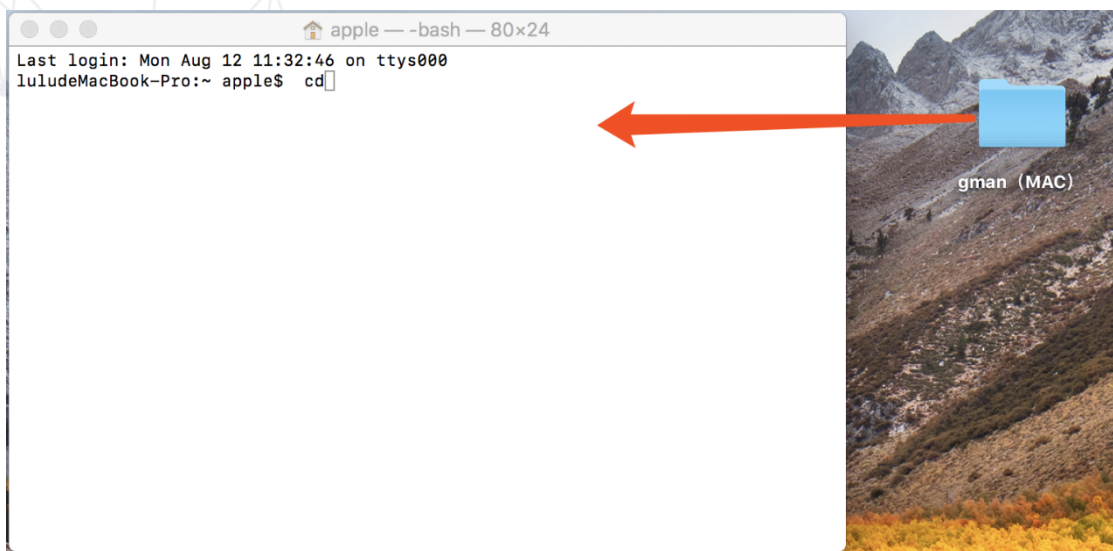 apple — -bash — 80×24
Last login: Mon Aug 12 11:32:46 on ttys000
luludeMacBook-Pro:~ apple$  cd
gman（MAC）